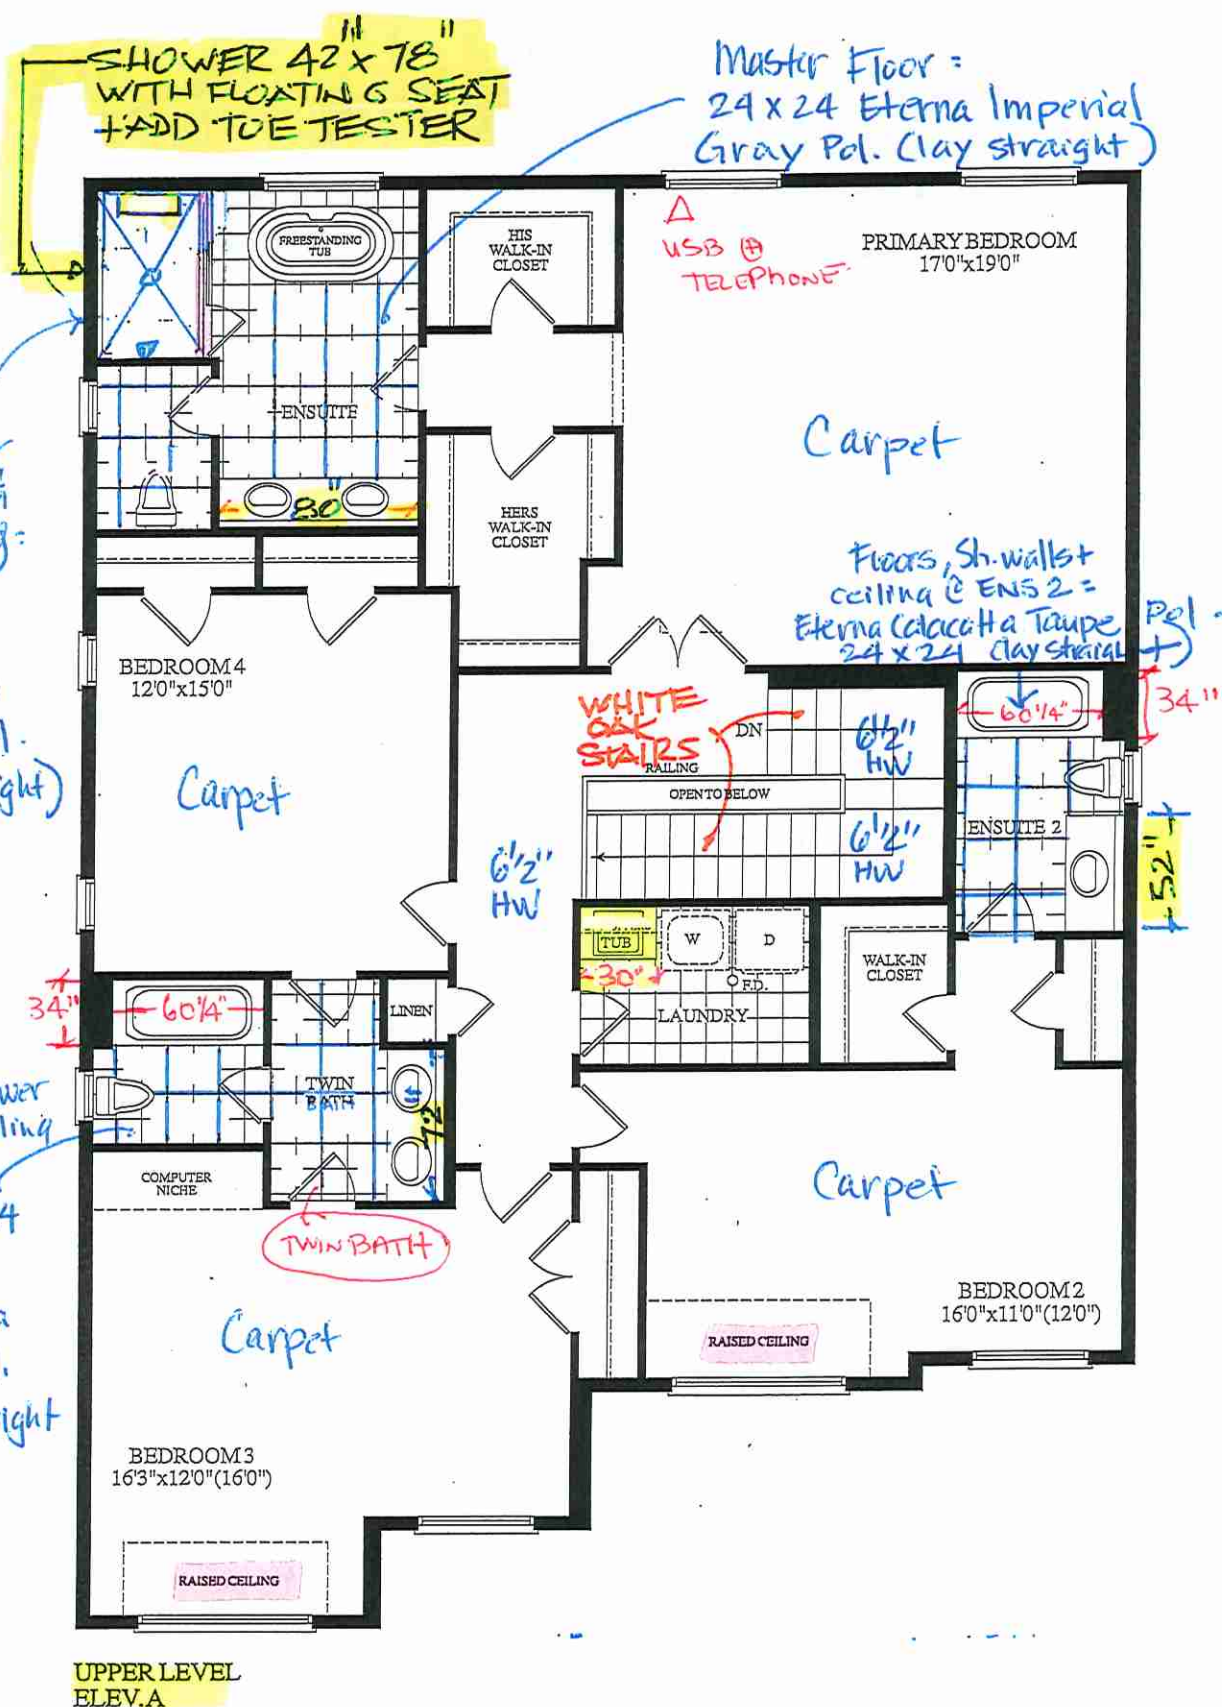 SHOWER 42" x 78"
WITH FLOATING SEAT
+ ADD TOE TESTER
Master Floor =
24 x 24 Eterna Imperial
Gray Pol. (lay straight)
FREESTANDING
TUB
HIS
WALK-IN
CLOSET
USB
TELEPHONE
PRIMARY BEDROOM
17'0"x19'0"
ENSUITE
Carpet
80"
HERS
WALK-IN
CLOSET
Floors, Sh. walls +
ceiling @ ENS 2 =
Eterna Calacatta Taupe Pol.
24 x 24 (lay straight)
BEDROOM 4
12'0"x15'0"
WHITE
OAK
STAIRS
DN
6 1/2"
HW
60 1/4"
34"
RAILING
OPEN TO BELOW
l.
ght)
Carpet
ENSUITE 2
6 1/2"
HW
6 1/2"
HW
52"
TUB
W
D
30"
F.D.
LAUNDRY
WALK-IN
CLOSET
34"
60 1/4"
LINEN
wer
ling
TWIN
BATH
72
COMPUTER
NICHE
4
TWIN BATH
Carpet
BEDROOM 2
16'0"x11'0"(12'0")
a
Carpet
RAISED CEILING
ight
BEDROOM 3
16'3"x12'0"(16'0")
RAISED CEILING
UPPER LEVEL
ELEV. A